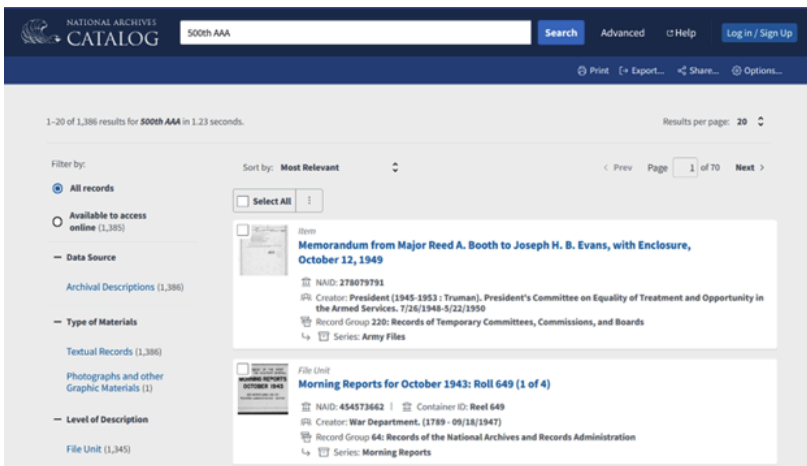 NATIONAL ARCHIVES
CATALOG
500th AAA
Search
Advanced
Help
Log in / Sign Up
Print
Export...
Share...
Options...
1–20 of 1,386 results for 500th AAA in 1.23 seconds.
Results per page: 20
Filter by:
All records
Available to access
online (1,385)
Data Source
Archival Descriptions (1,386)
Type of Materials
Textual Records (1,386)
Photographs and other
Graphic Materials (1)
Level of Description
File Unit (1,345)
Sort by: Most Relevant
< Prev Page 1 of 70 Next >
Select All
Item
Memorandum from Major Reed A. Booth to Joseph H. B. Evans, with Enclosure,
October 12, 1949
NAID: 278079791
Creator: President (1945-1953 : Truman). President's Committee on Equality of Treatment and Opportunity in
the Armed Services. 7/26/1948-5/22/1950
Record Group 220: Records of Temporary Committees, Commissions, and Boards
Series: Army Files
MORNING REPORTS
OCTOBER 1943
File Unit
Morning Reports for October 1943: Roll 649 (1 of 4)
NAID: 454573662 | Container ID: Reel 649
Creator: War Department. (1789 - 09/18/1947)
Record Group 64: Records of the National Archives and Records Administration
Series: Morning Reports